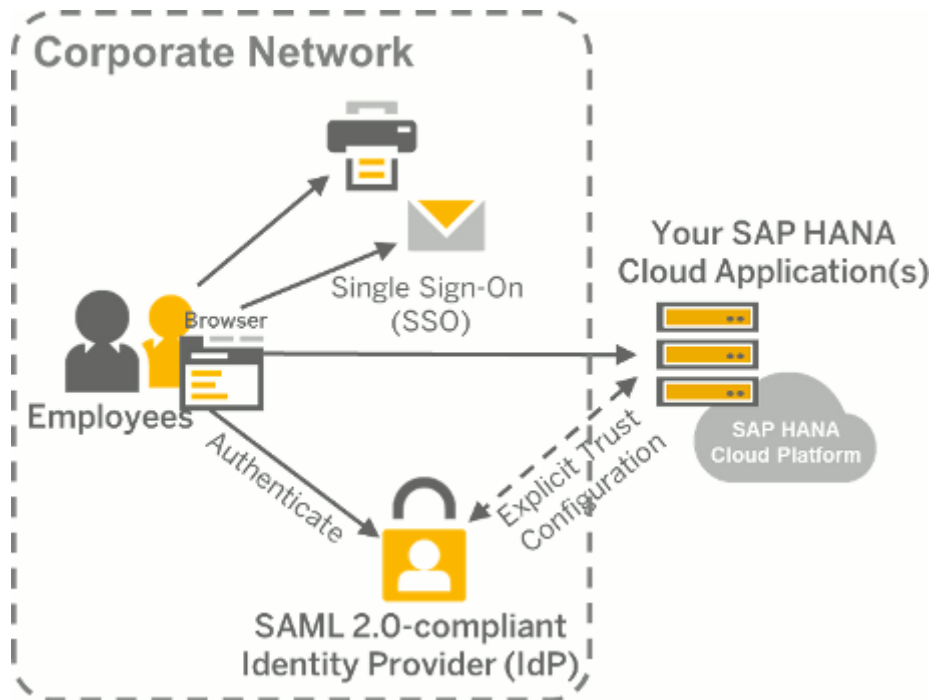 Corporate Network
Your SAP HANA
Cloud Application(s)
Single Sign-On
(SSO)
Browser
Employees
SAP HANA
Cloud Platform
Authenticate
Explicit Trust
Configuration
SAML 2.0-compliant
Identity Provider (IdP)